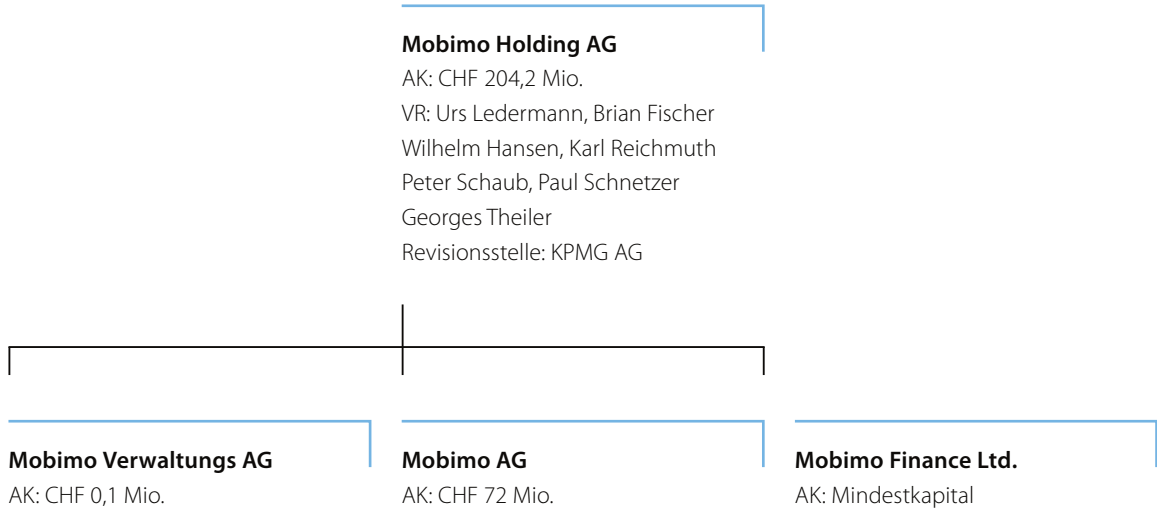 Mobimo Holding AG
AK: CHF 204,2 Mio.
VR: Urs Ledermann, Brian Fischer
Wilhelm Hansen, Karl Reichmuth
Peter Schaub, Paul Schnetzer
Georges Theiler
Revisionsstelle: KPMG AG
Mobimo Verwaltungs AG
AK: CHF 0,1 Mio.
Mobimo AG
AK: CHF 72 Mio.
Mobimo Finance Ltd.
AK: Mindestkapital